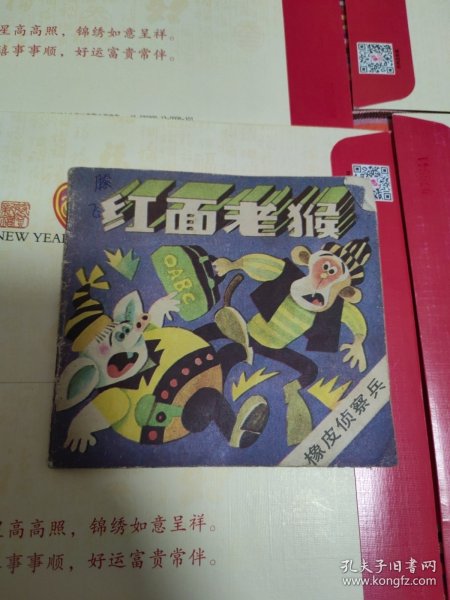 星高高照，锦绣如意呈祥。
喜事事顺，好运富贵常伴。
NEW YEA
红面老猴
OABC
橡皮侦察兵
星高高照，锦绣如意呈祥。
事事顺，好运富贵常伴。
孔夫子旧书网
www.kongfz.com